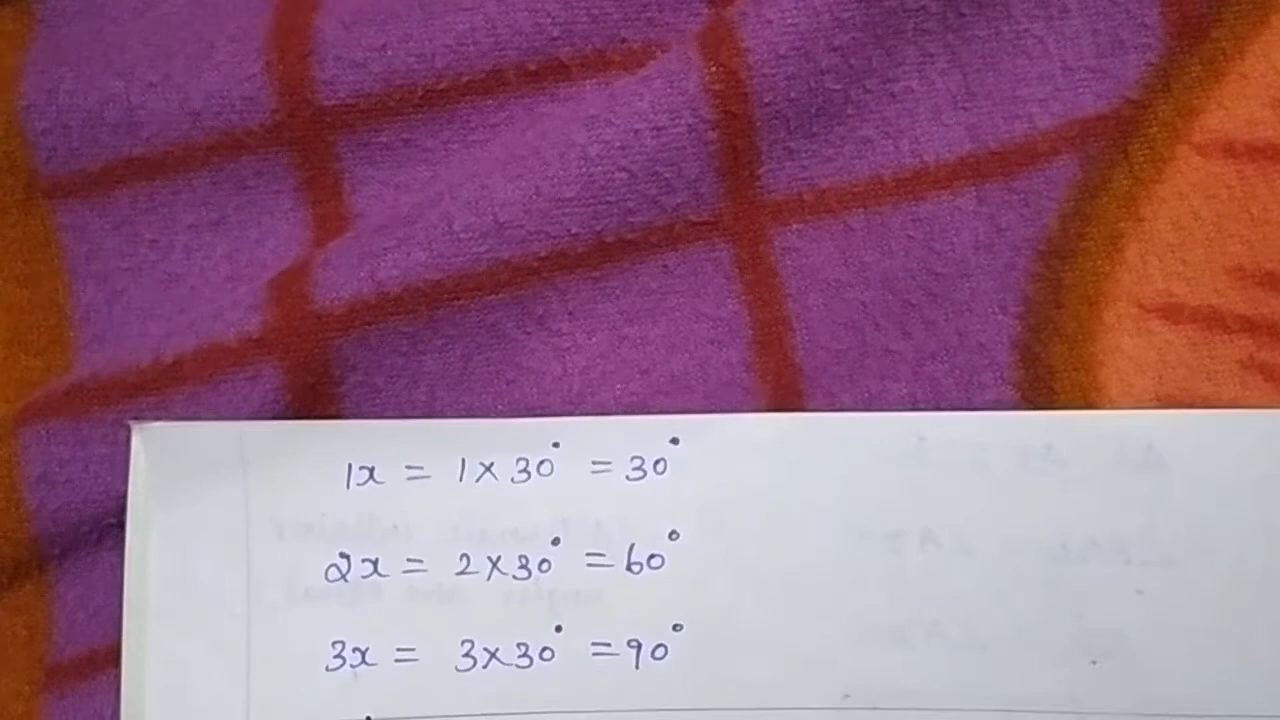 1x = 1 × 30° = 30°
2x = 2 × 30° = 60°
3x = 3 × 30° = 90°